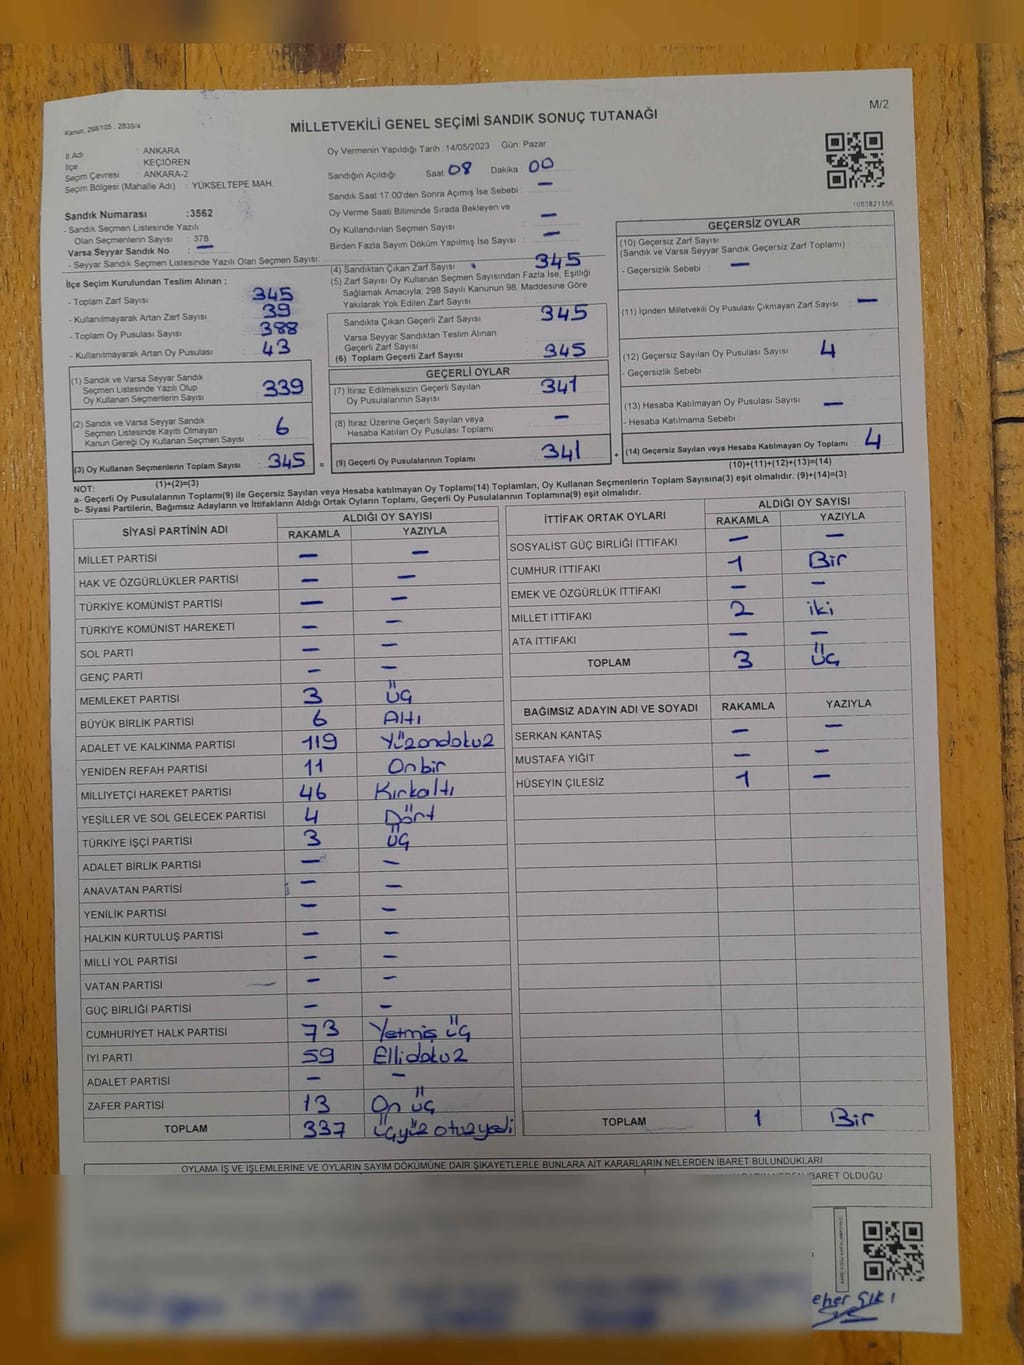 M/2
Kanun, 298/105 , 2839/4
MİLLETVEKİLİ GENEL SEÇİMİ SANDIK SONUÇ TUTANAĞI
İl Adı ANKARA
İlçe KEÇİÖREN
Seçim Çevresi ANKARA-2
Seçim Bölgesi (Mahalle Adı) : YÜKSELTEPE MAH.
Oy Vermenin Yapıldığı Tarih :14/05/2023 Gün: Pazar
Sandığın Açıldığı Saat 08 Dakika 00
Sandık Saat 17:00'den Sonra Açımış İse Sebebi : —
Oy Verme Saati Bitiminde Sırada Bekleyen ve
Oy Kullandırılan Seçmen Sayısı —
Birden Fazla Sayım Döküm Yapılmış İse Sayısı : —
1083821556
Sandık Numarası :3562
- Sandık Seçmen Listesinde Yazılı
Olan Seçmenlerin Sayısı : 378
Varsa Seyyar Sandık No : —
- Seyyar Sandık Seçmen Listesinde Yazılı Olan Seçmen Sayısı:
İlçe Seçim Kurulundan Teslim Alınan ;
- Toplam Zarf Sayısı 345
- Kullanılmayarak Artan Zarf Sayısı 39
- Toplam Oy Pusulası Sayısı 388
- Kullanılmayarak Artan Oy Pusulası 43
(1) Sandık ve Varsa Seyyar Sandık
Seçmen Listesinde Yazılı Olup
Oy Kullanan Seçmenlerin Sayısı 339
(2) Sandık ve Varsa Seyyar Sandık
Seçmen Listesinde Kayıtlı Olmayan
Kanun Gereği Oy Kullanan Seçmen Sayısı 6
(3) Oy Kullanan Seçmenlerin Toplam Sayısı 345
(1)+(2)=(3)
(4) Sandıktan Çıkan Zarf Sayısı 345
(5) Zarf Sayısı Oy Kullanan Seçmen Sayısından Fazla İse, Eşitliği
Sağlamak Amacıyla, 298 Sayılı Kanunun 98. Maddesine Göre
Yakılarak Yok Edilen Zarf Sayısı
Sandıkta Çıkan Geçerli Zarf Sayısı 345
Varsa Seyyar Sandıktan Teslim Alınan
Geçerli Zarf Sayısı
(6) Toplam Geçerli Zarf Sayısı 345
GEÇERLİ OYLAR
(7) İtiraz Edilmeksizin Geçerli Sayılan
Oy Pusulalarının Sayısı 341
(8) İtiraz Üzerine Geçerli Sayılan veya
Hesaba Katılan Oy Pusulası Toplamı —
= (9) Geçerli Oy Pusulalarının Toplamı 341
GEÇERSİZ OYLAR
(10) Geçersiz Zarf Sayısı
(Sandık ve Varsa Seyyar Sandık Geçersiz Zarf Toplamı)
- Geçersizlik Sebebi : —
(11) İçinden Milletvekili Oy Pusulası Çıkmayan Zarf Sayısı —
(12) Geçersiz Sayılan Oy Pusulası Sayısı 4
- Geçersizlik Sebebi
(13) Hesaba Katılmayan Oy Pusulası Sayısı —
- Hesaba Katılmama Sebebi :
+ (14) Geçersiz Sayılan veya Hesaba Katılmayan Oy Toplamı 4
(10)+(11)+(12)+(13)=(14)
NOT:
a- Geçerli Oy Pusulalarının Toplamı(9) ile Geçersiz Sayılan veya Hesaba katılmayan Oy Toplamı(14) Toplamları, Oy Kullanan Seçmenlerin Toplam Sayısına(3) eşit olmalıdır. (9)+(14)=(3)
b- Siyasi Partilerin, Bağımsız Adayların ve İttifakların Aldığı Ortak Oyların Toplamı, Geçerli Oy Pusulalarının Toplamına(9) eşit olmalıdır.
SİYASİ PARTİNİN ADI ALDIĞI OY SAYISI
RAKAMLA YAZIYLA
MİLLET PARTİSİ — —
HAK VE ÖZGÜRLÜKLER PARTİSİ — —
TÜRKİYE KOMÜNİST PARTİSİ — —
TÜRKİYE KOMÜNİST HAREKETİ — —
SOL PARTİ — —
GENÇ PARTİ — —
MEMLEKET PARTİSİ 3 Üç
BÜYÜK BİRLİK PARTİSİ 6 Altı
ADALET VE KALKINMA PARTİSİ 119 Yüzondokuz
YENİDEN REFAH PARTİSİ 11 Onbir
MİLLİYETÇİ HAREKET PARTİSİ 46 Kırkaltı
YEŞİLLER VE SOL GELECEK PARTİSİ 4 Dört
TÜRKİYE İŞÇİ PARTİSİ 3 Üç
ADALET BİRLİK PARTİSİ — —
ANAVATAN PARTİSİ — —
YENİLİK PARTİSİ — —
HALKIN KURTULUŞ PARTİSİ — —
MİLLİ YOL PARTİSİ — —
VATAN PARTİSİ — —
GÜÇ BİRLİĞİ PARTİSİ — —
CUMHURİYET HALK PARTİSİ 73 Yetmiş üç
İYİ PARTİ 59 Ellidokuz
ADALET PARTİSİ — —
ZAFER PARTİSİ 13 On üç
TOPLAM 337 üçyüz otuzyedi
İTTİFAK ORTAK OYLARI ALDIĞI OY SAYISI
RAKAMLA YAZIYLA
SOSYALİST GÜÇ BİRLİĞİ İTTİFAKI — —
CUMHUR İTTİFAKI 1 Bir
EMEK VE ÖZGÜRLÜK İTTİFAKI — —
MİLLET İTTİFAKI 2 iki
ATA İTTİFAKI — —
TOPLAM 3 Üç
BAĞIMSIZ ADAYIN ADI VE SOYADI RAKAMLA YAZIYLA
SERKAN KANTAŞ — —
MUSTAFA YİĞİT — —
HÜSEYİN ÇİLESİZ 1 —
TOPLAM 1 Bir
OYLAMA İŞ VE İŞLEMLERİNE VE OYLARIN SAYIM DÖKÜMÜNE DAİR ŞİKAYETLERLE BUNLARA AİT KARARLARIN NELERDEN İBARET BULUNDUKLARI
İBARET OLDUĞU